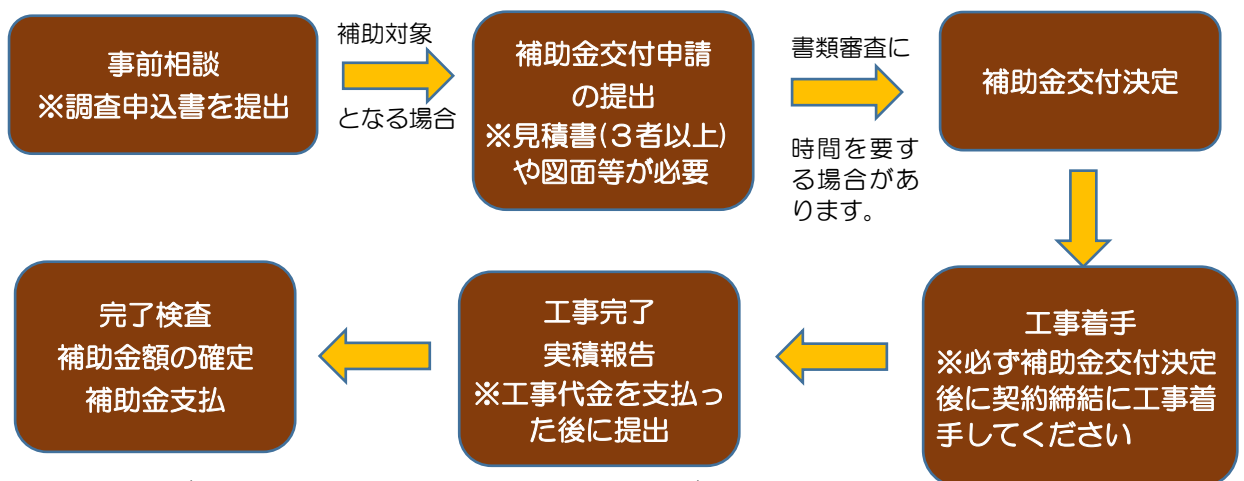 事前相談
※調査申込書を提出
補助対象
となる場合
補助金交付申請
の提出
※見積書(３者以上)
や図面等が必要
書類審査に
時間を要す
る場合があ
ります。
補助金交付決定
工事着手
※必ず補助金交付決定
後に契約締結に工事着
手してください
工事完了
実積報告
※工事代金を支払っ
た後に提出
完了検査
補助金額の確定
補助金支払